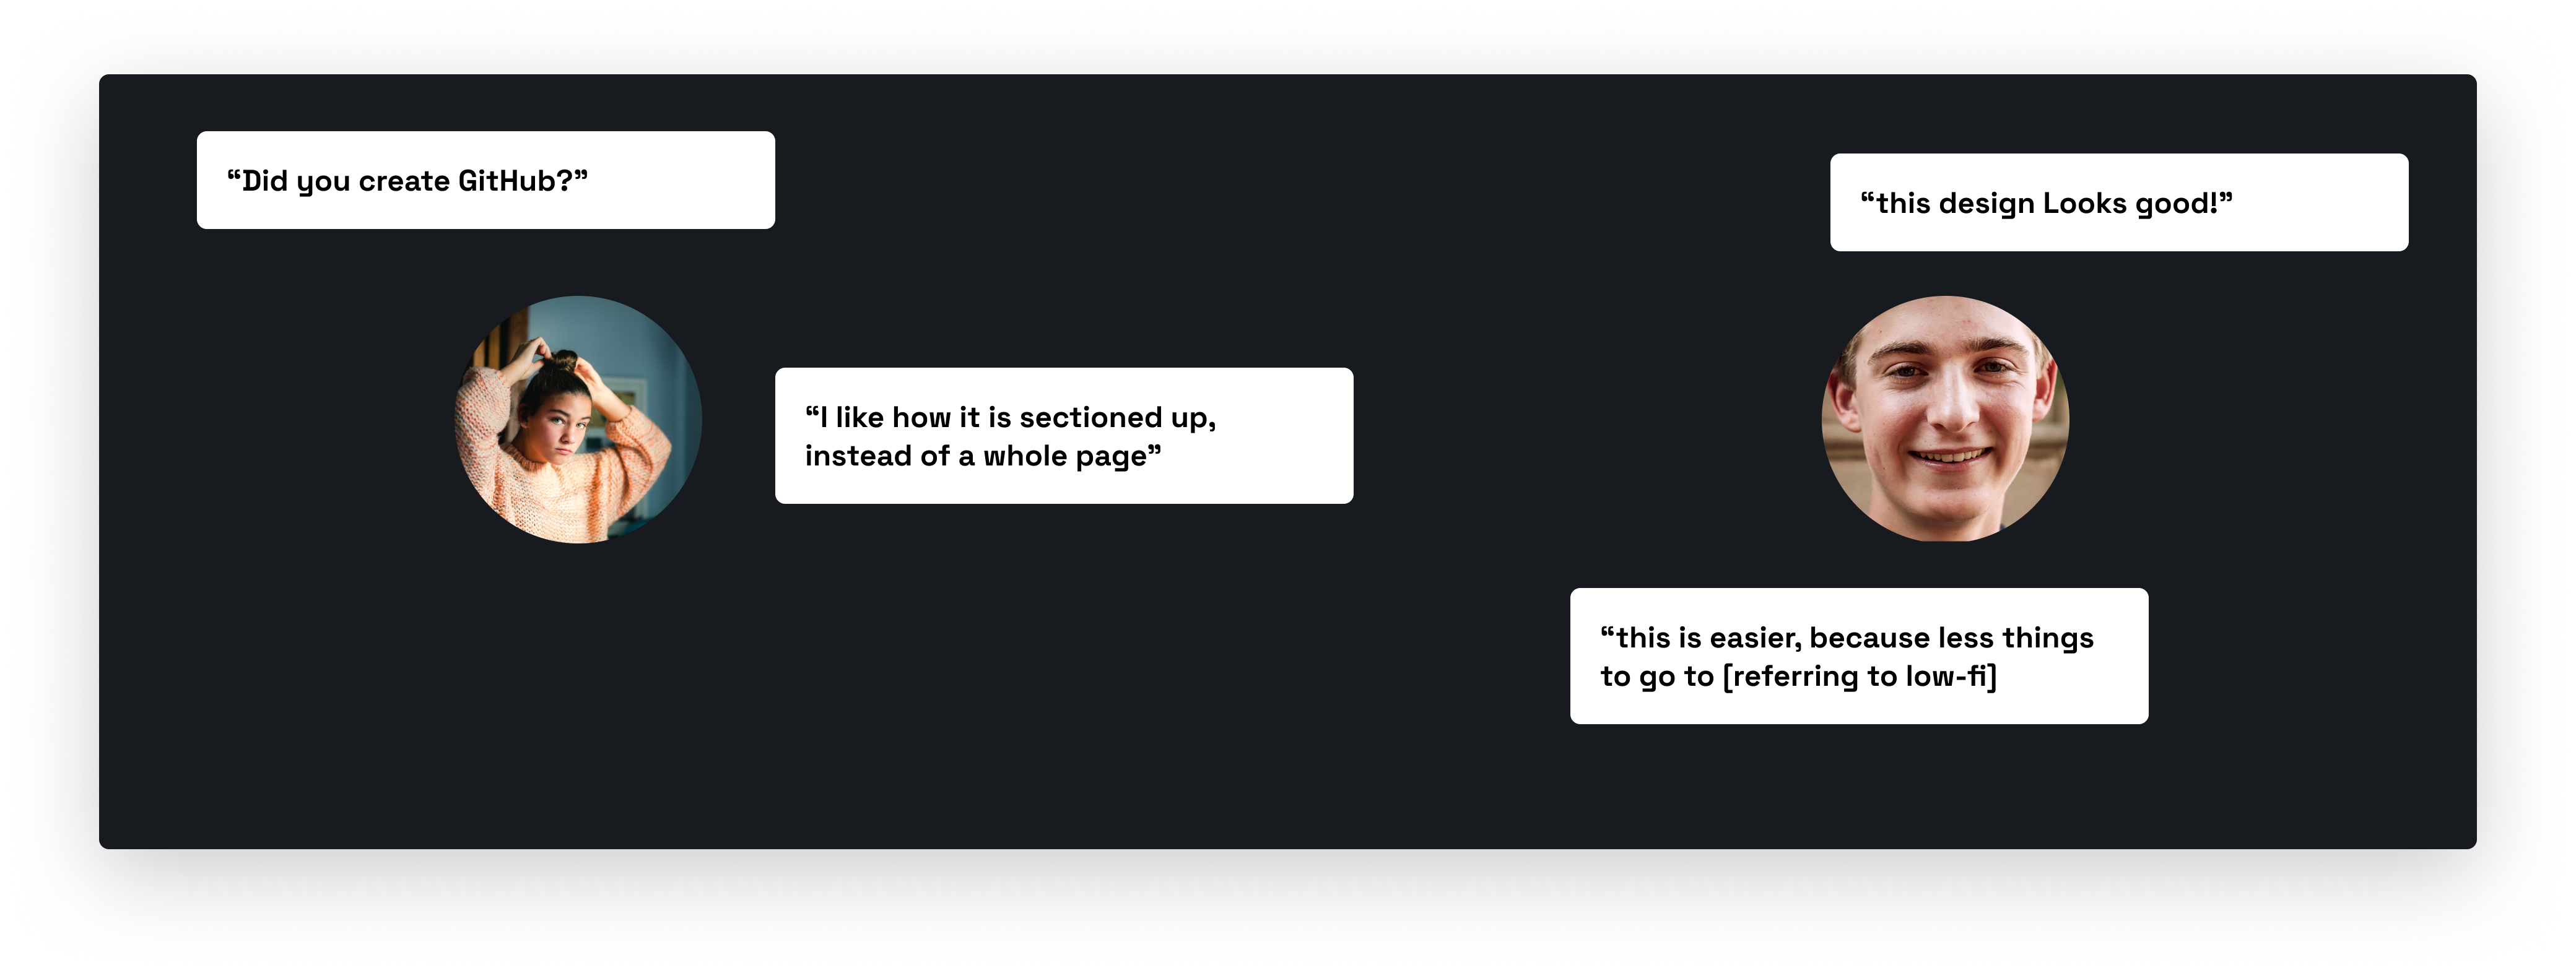 “Did you create GitHub?”
“this design Looks good!”
“I like how it is sectioned up,
instead of a whole page”
“this is easier, because less things
to go to [referring to low-fi]